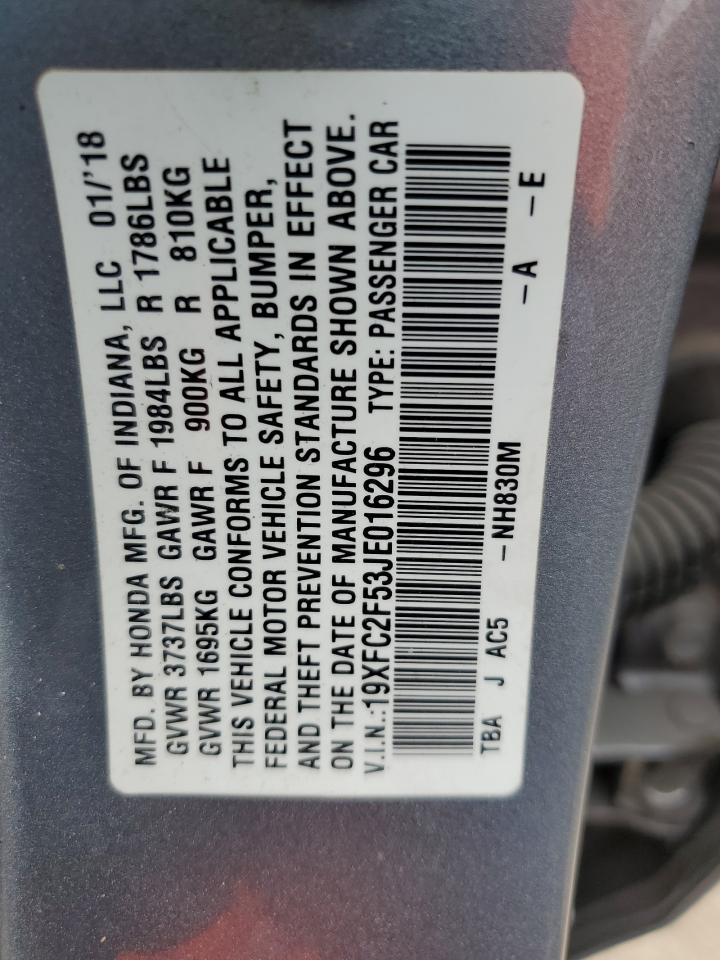 MFD. BY HONDA MFG. OF INDIANA, LLC 01/'18
GVWR 3737LBS GAWR F 1984LBS R 1786LBS
GVWR 1695KG GAWR F 900KG R 810KG
THIS VEHICLE CONFORMS TO ALL APPLICABLE
FEDERAL MOTOR VEHICLE SAFETY, BUMPER,
AND THEFT PREVENTION STANDARDS IN EFFECT
ON THE DATE OF MANUFACTURE SHOWN ABOVE.
V.I.N.:19XFC2F53JE016296 TYPE: PASSENGER CAR
TBA J AC5 -NH830M -A -E